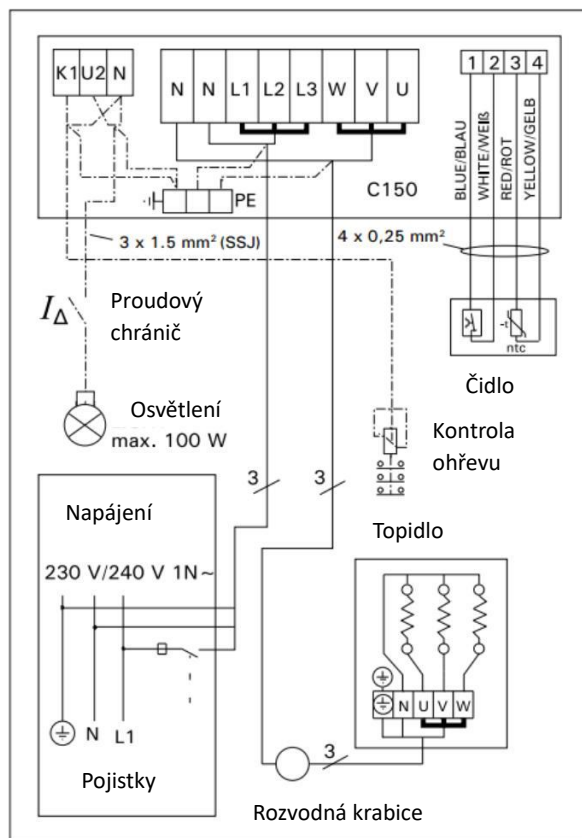 K1 U2 N
N N L1 L2 L3 W V U
1 2 3 4
BLUE/BLAU
WHITE/WEIß
RED/ROT
YELLOW/GELB
PE
C150
3 x 1.5 mm² (SSJ)
4 x 0,25 mm²
I∆
Proudový
chránič
-t
ntc
Čidlo
Osvětlení
max. 100 W
Kontrola
ohřevu
3
3
Napájení
Topidlo
230 V/240 V 1N~
N U V W
N L1
3
Pojistky
Rozvodná krabice